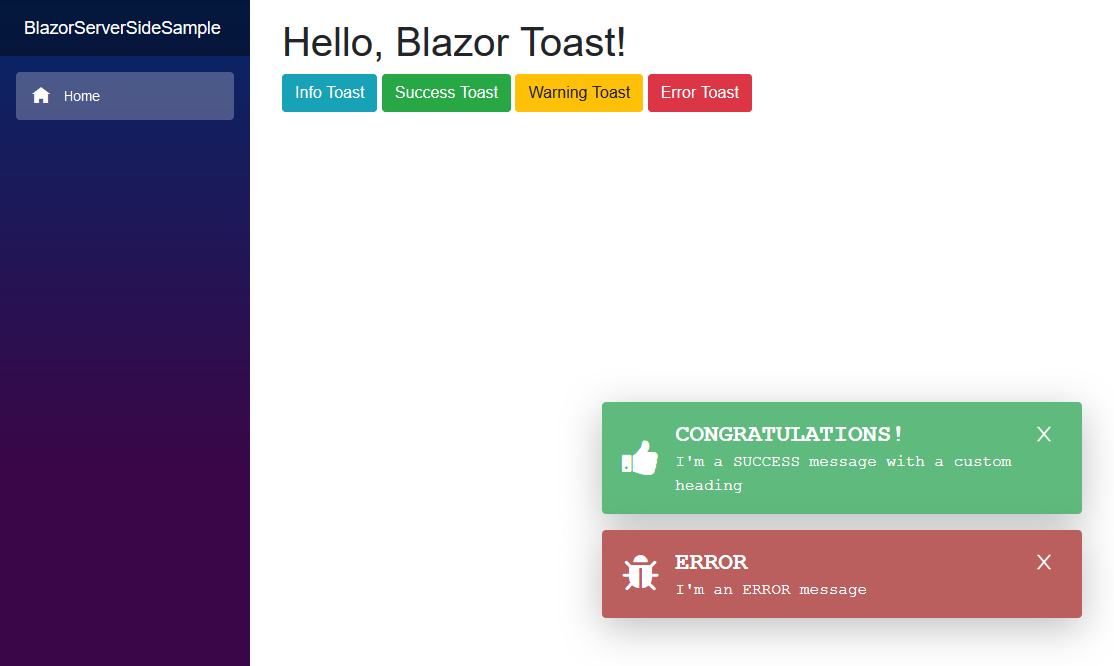 BlazorServerSideSample
Home
Hello, Blazor Toast!
Info Toast
Success Toast
Warning Toast
Error Toast
CONGRATULATIONS!
X
I'm a SUCCESS message with a custom
heading
ERROR
X
I'm an ERROR message